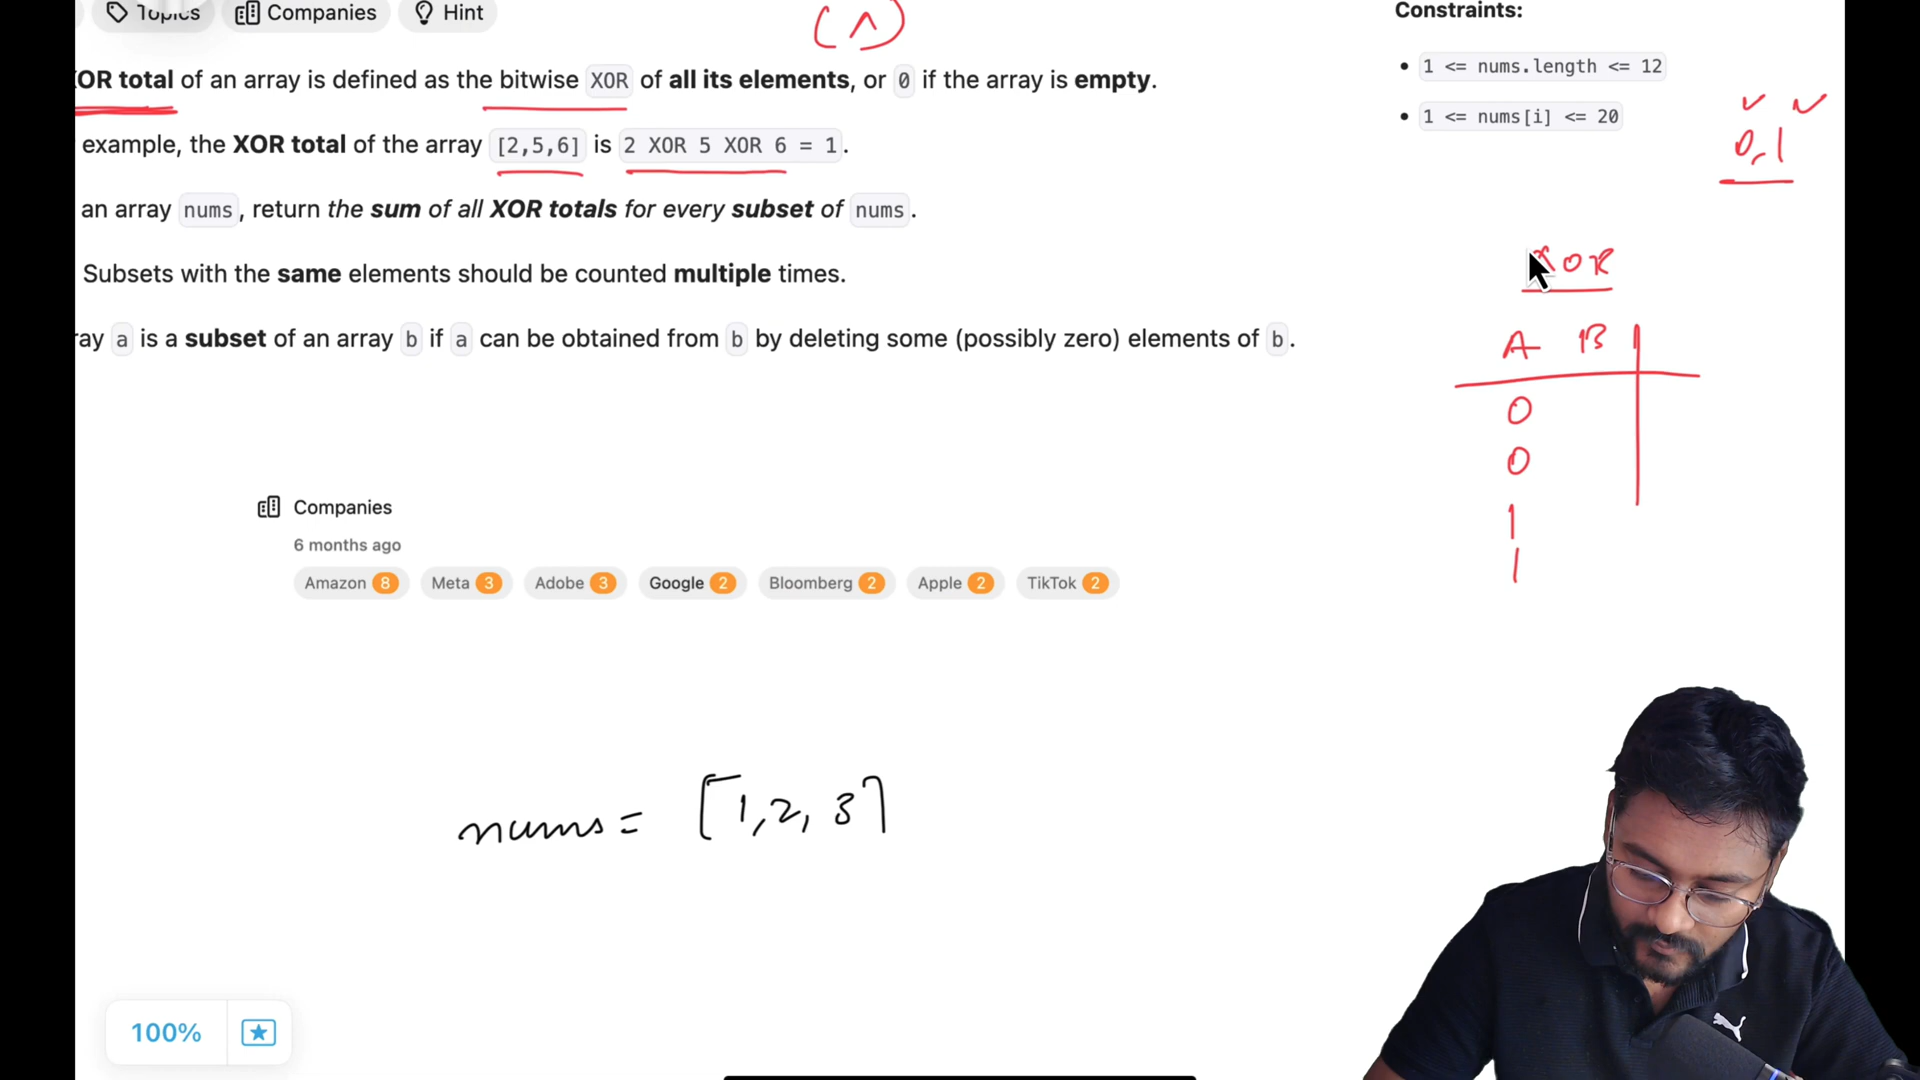 Topics Companies Hint
(^)
OR total of an array is defined as the bitwise XOR of all its elements, or 0 if the array is empty.
example, the XOR total of the array [2,5,6] is 2 XOR 5 XOR 6 = 1.
an array nums, return the sum of all XOR totals for every subset of nums.
Subsets with the same elements should be counted multiple times.
ray a is a subset of an array b if a can be obtained from b by deleting some (possibly zero) elements of b.
Constraints:
1 <= nums.length <= 12
1 <= nums[i] <= 20
0,1
XOR
A B
0
0
1
1
Companies
6 months ago
Amazon 8 Meta 3 Adobe 3 Google 2 Bloomberg 2 Apple 2 TikTok 2
nums = [1,2,3]
100%